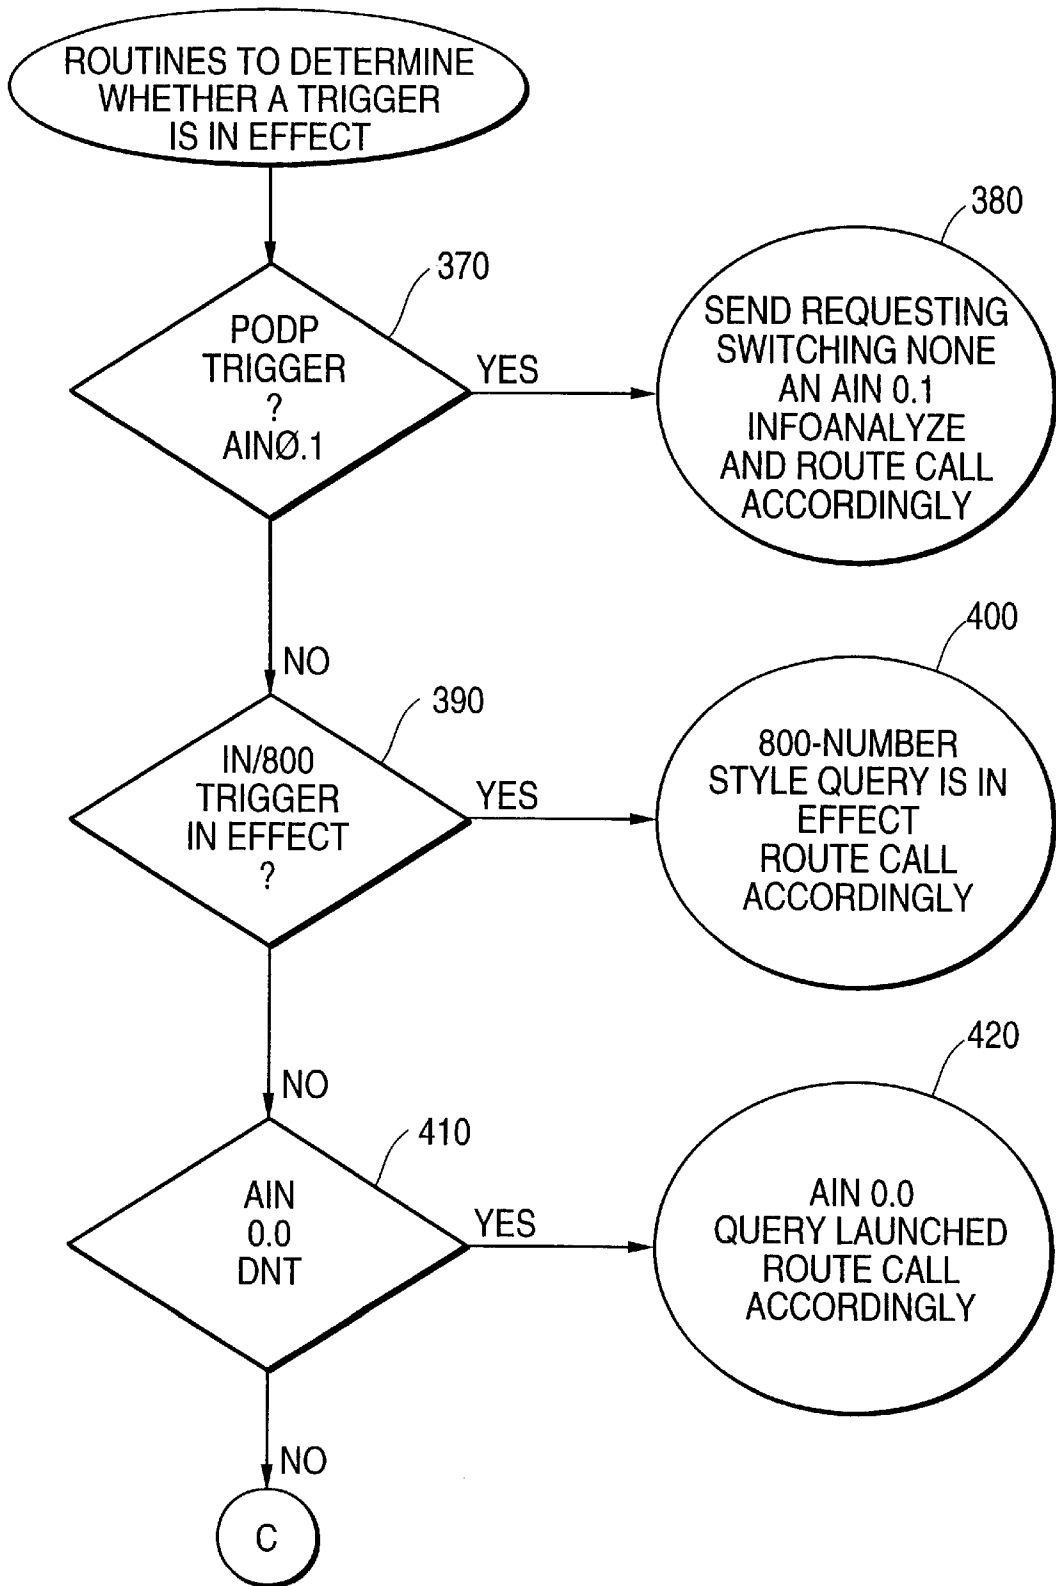 ROUTINES TO DETERMINE
WHETHER A TRIGGER
IS IN EFFECT
370
PODP
TRIGGER
?
AINØ.1
YES
380
SEND REQUESTING
SWITCHING NONE
AN AIN 0.1
INFOANALYZE
AND ROUTE CALL
ACCORDINGLY
NO
390
IN/800
TRIGGER
IN EFFECT
?
YES
400
800-NUMBER
STYLE QUERY IS IN
EFFECT
ROUTE CALL
ACCORDINGLY
NO
410
AIN
0.0
DNT
YES
420
AIN 0.0
QUERY LAUNCHED
ROUTE CALL
ACCORDINGLY
NO
C